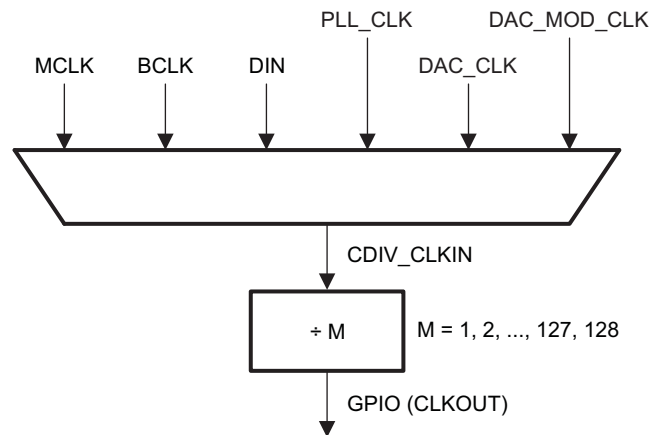 PLL_CLK DAC_MOD_CLK
MCLK BCLK DIN DAC_CLK
CDIV_CLKIN
÷ M M = 1, 2, ..., 127, 128
GPIO (CLKOUT)